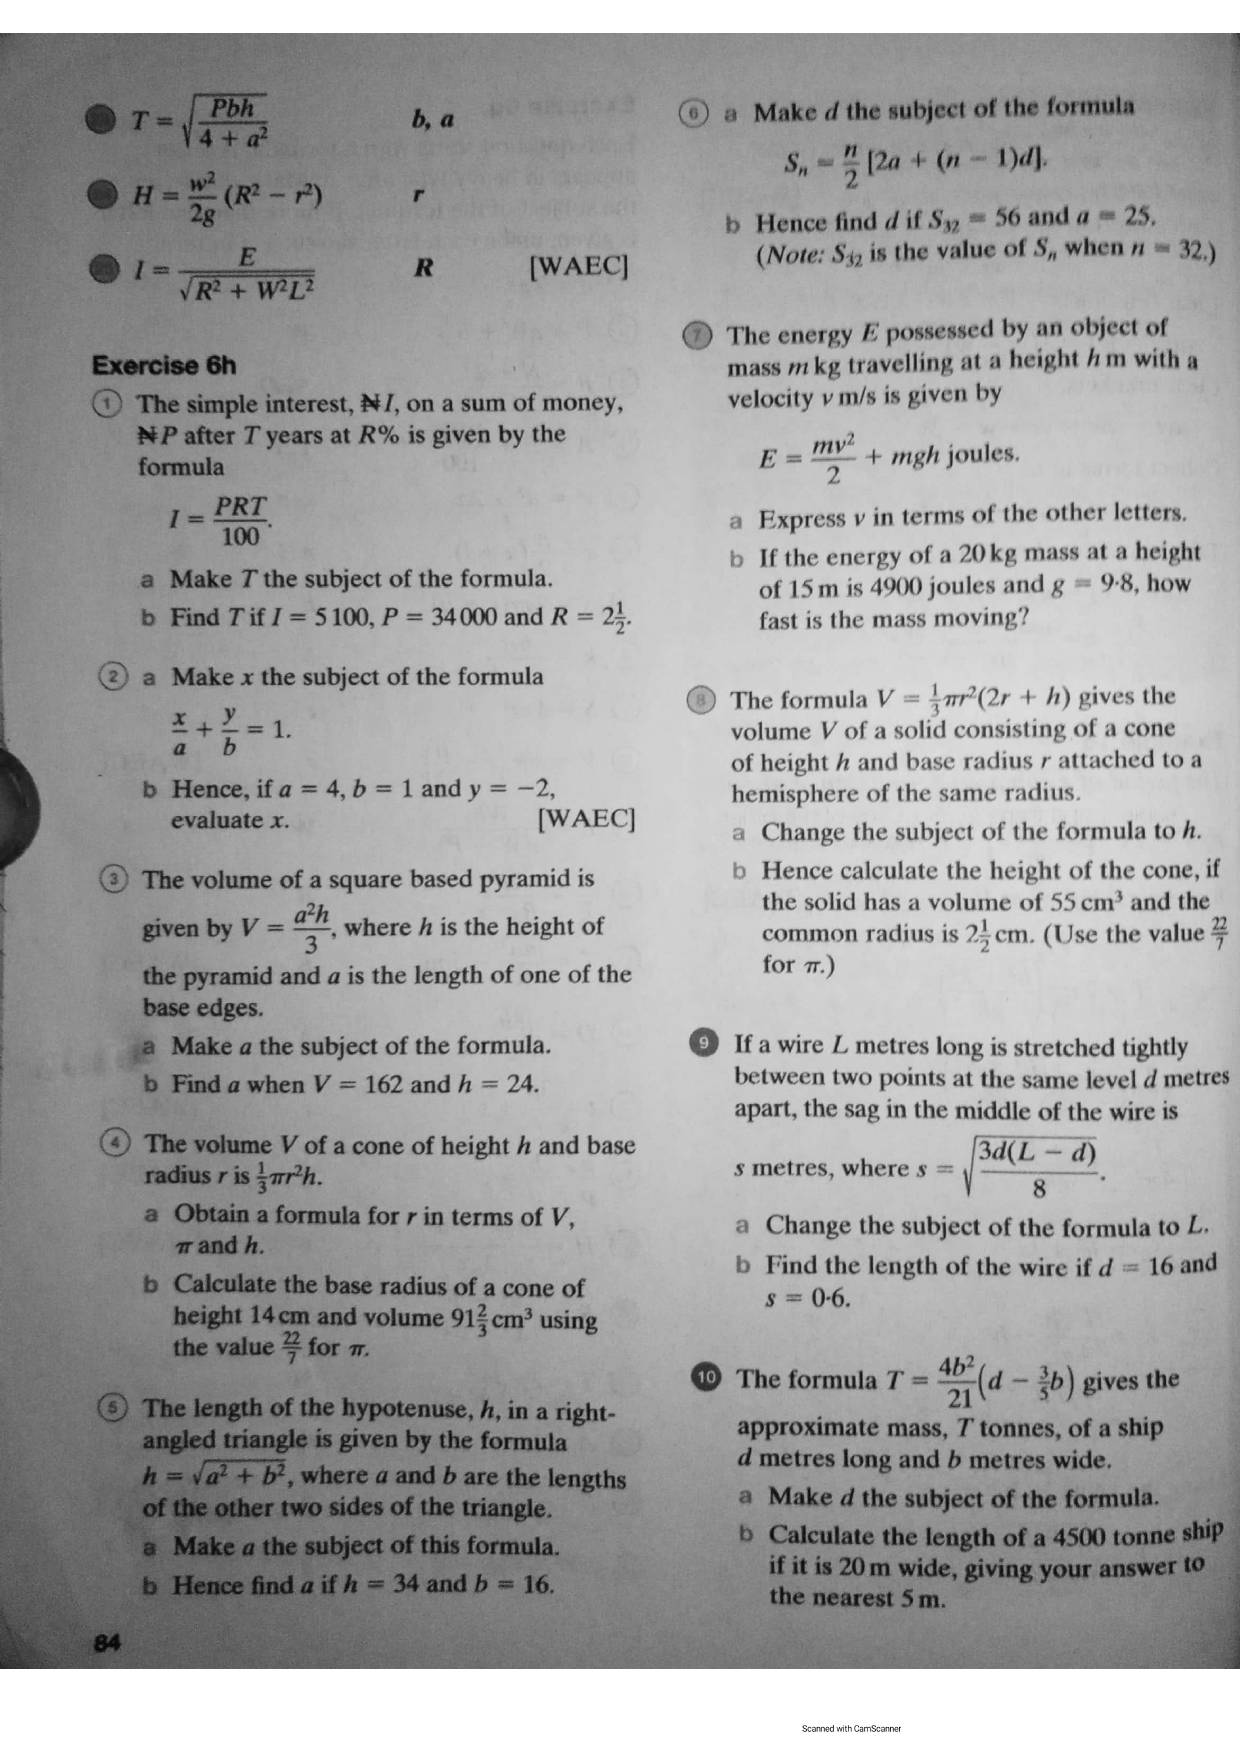 T = √(Pbh / (4 + a²))    b, a
H = w²/2g (R² − r²)    r
I = E / √(R² + W²L²)    R    [WAEC]
Exercise 6h
① The simple interest, ₦I, on a sum of money,
₦P after T years at R% is given by the
formula
I = PRT/100.
a Make T the subject of the formula.
b Find T if I = 5 100, P = 34 000 and R = 2½.
② a Make x the subject of the formula
x/a + y/b = 1.
b Hence, if a = 4, b = 1 and y = −2,
evaluate x. [WAEC]
③ The volume of a square based pyramid is
given by V = a²h/3, where h is the height of
the pyramid and a is the length of one of the
base edges.
a Make a the subject of the formula.
b Find a when V = 162 and h = 24.
④ The volume V of a cone of height h and base
radius r is ⅓πr²h.
a Obtain a formula for r in terms of V,
π and h.
b Calculate the base radius of a cone of
height 14 cm and volume 91⅔ cm³ using
the value 22/7 for π.
⑤ The length of the hypotenuse, h, in a right-
angled triangle is given by the formula
h = √(a² + b²), where a and b are the lengths
of the other two sides of the triangle.
a Make a the subject of this formula.
b Hence find a if h = 34 and b = 16.
84
⑥ a Make d the subject of the formula
Sₙ = n/2 [2a + (n − 1)d].
b Hence find d if S₃₂ = 56 and a = 25.
(Note: S₃₂ is the value of Sₙ when n = 32.)
⑦ The energy E possessed by an object of
mass m kg travelling at a height h m with a
velocity v m/s is given by
E = mv²/2 + mgh joules.
a Express v in terms of the other letters.
b If the energy of a 20 kg mass at a height
of 15 m is 4900 joules and g = 9·8, how
fast is the mass moving?
⑧ The formula V = ⅓πr²(2r + h) gives the
volume V of a solid consisting of a cone
of height h and base radius r attached to a
hemisphere of the same radius.
a Change the subject of the formula to h.
b Hence calculate the height of the cone, if
the solid has a volume of 55 cm³ and the
common radius is 2½ cm. (Use the value 22/7
for π.)
9 If a wire L metres long is stretched tightly
between two points at the same level d metres
apart, the sag in the middle of the wire is
s metres, where s = √(3d(L − d)/8).
a Change the subject of the formula to L.
b Find the length of the wire if d = 16 and
s = 0·6.
10 The formula T = 4b²/21 (d − ⅗b) gives the
approximate mass, T tonnes, of a ship
d metres long and b metres wide.
a Make d the subject of the formula.
b Calculate the length of a 4500 tonne ship
if it is 20 m wide, giving your answer to
the nearest 5 m.
Scanned with CamScanner